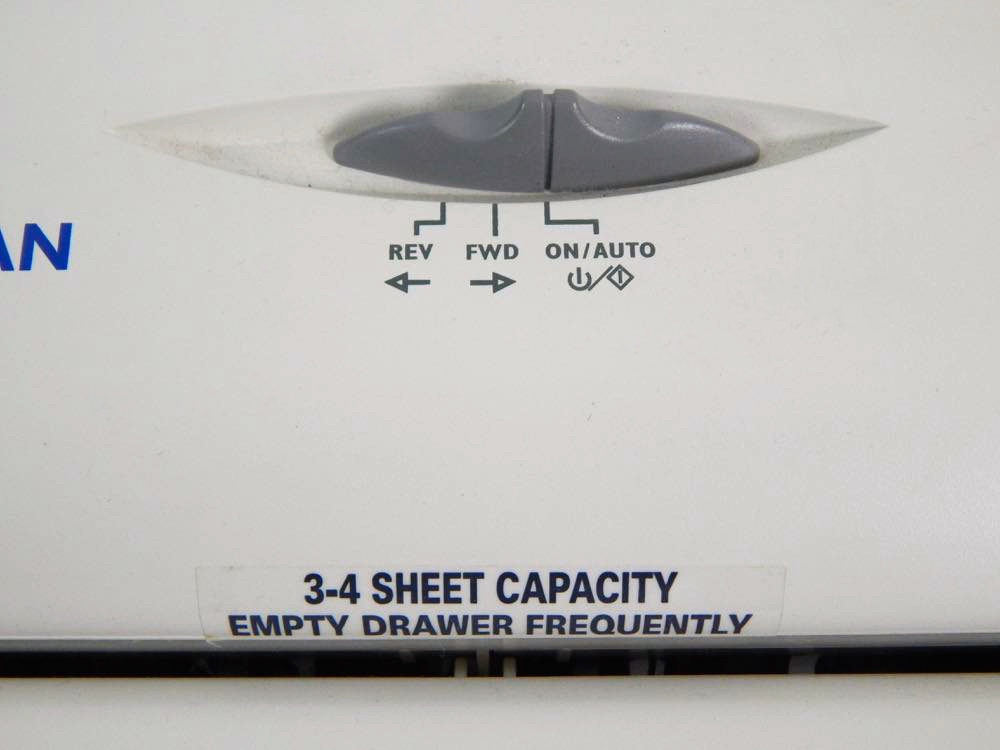 AN
REV FWD ON/AUTO
3-4 SHEET CAPACITY
EMPTY DRAWER FREQUENTLY